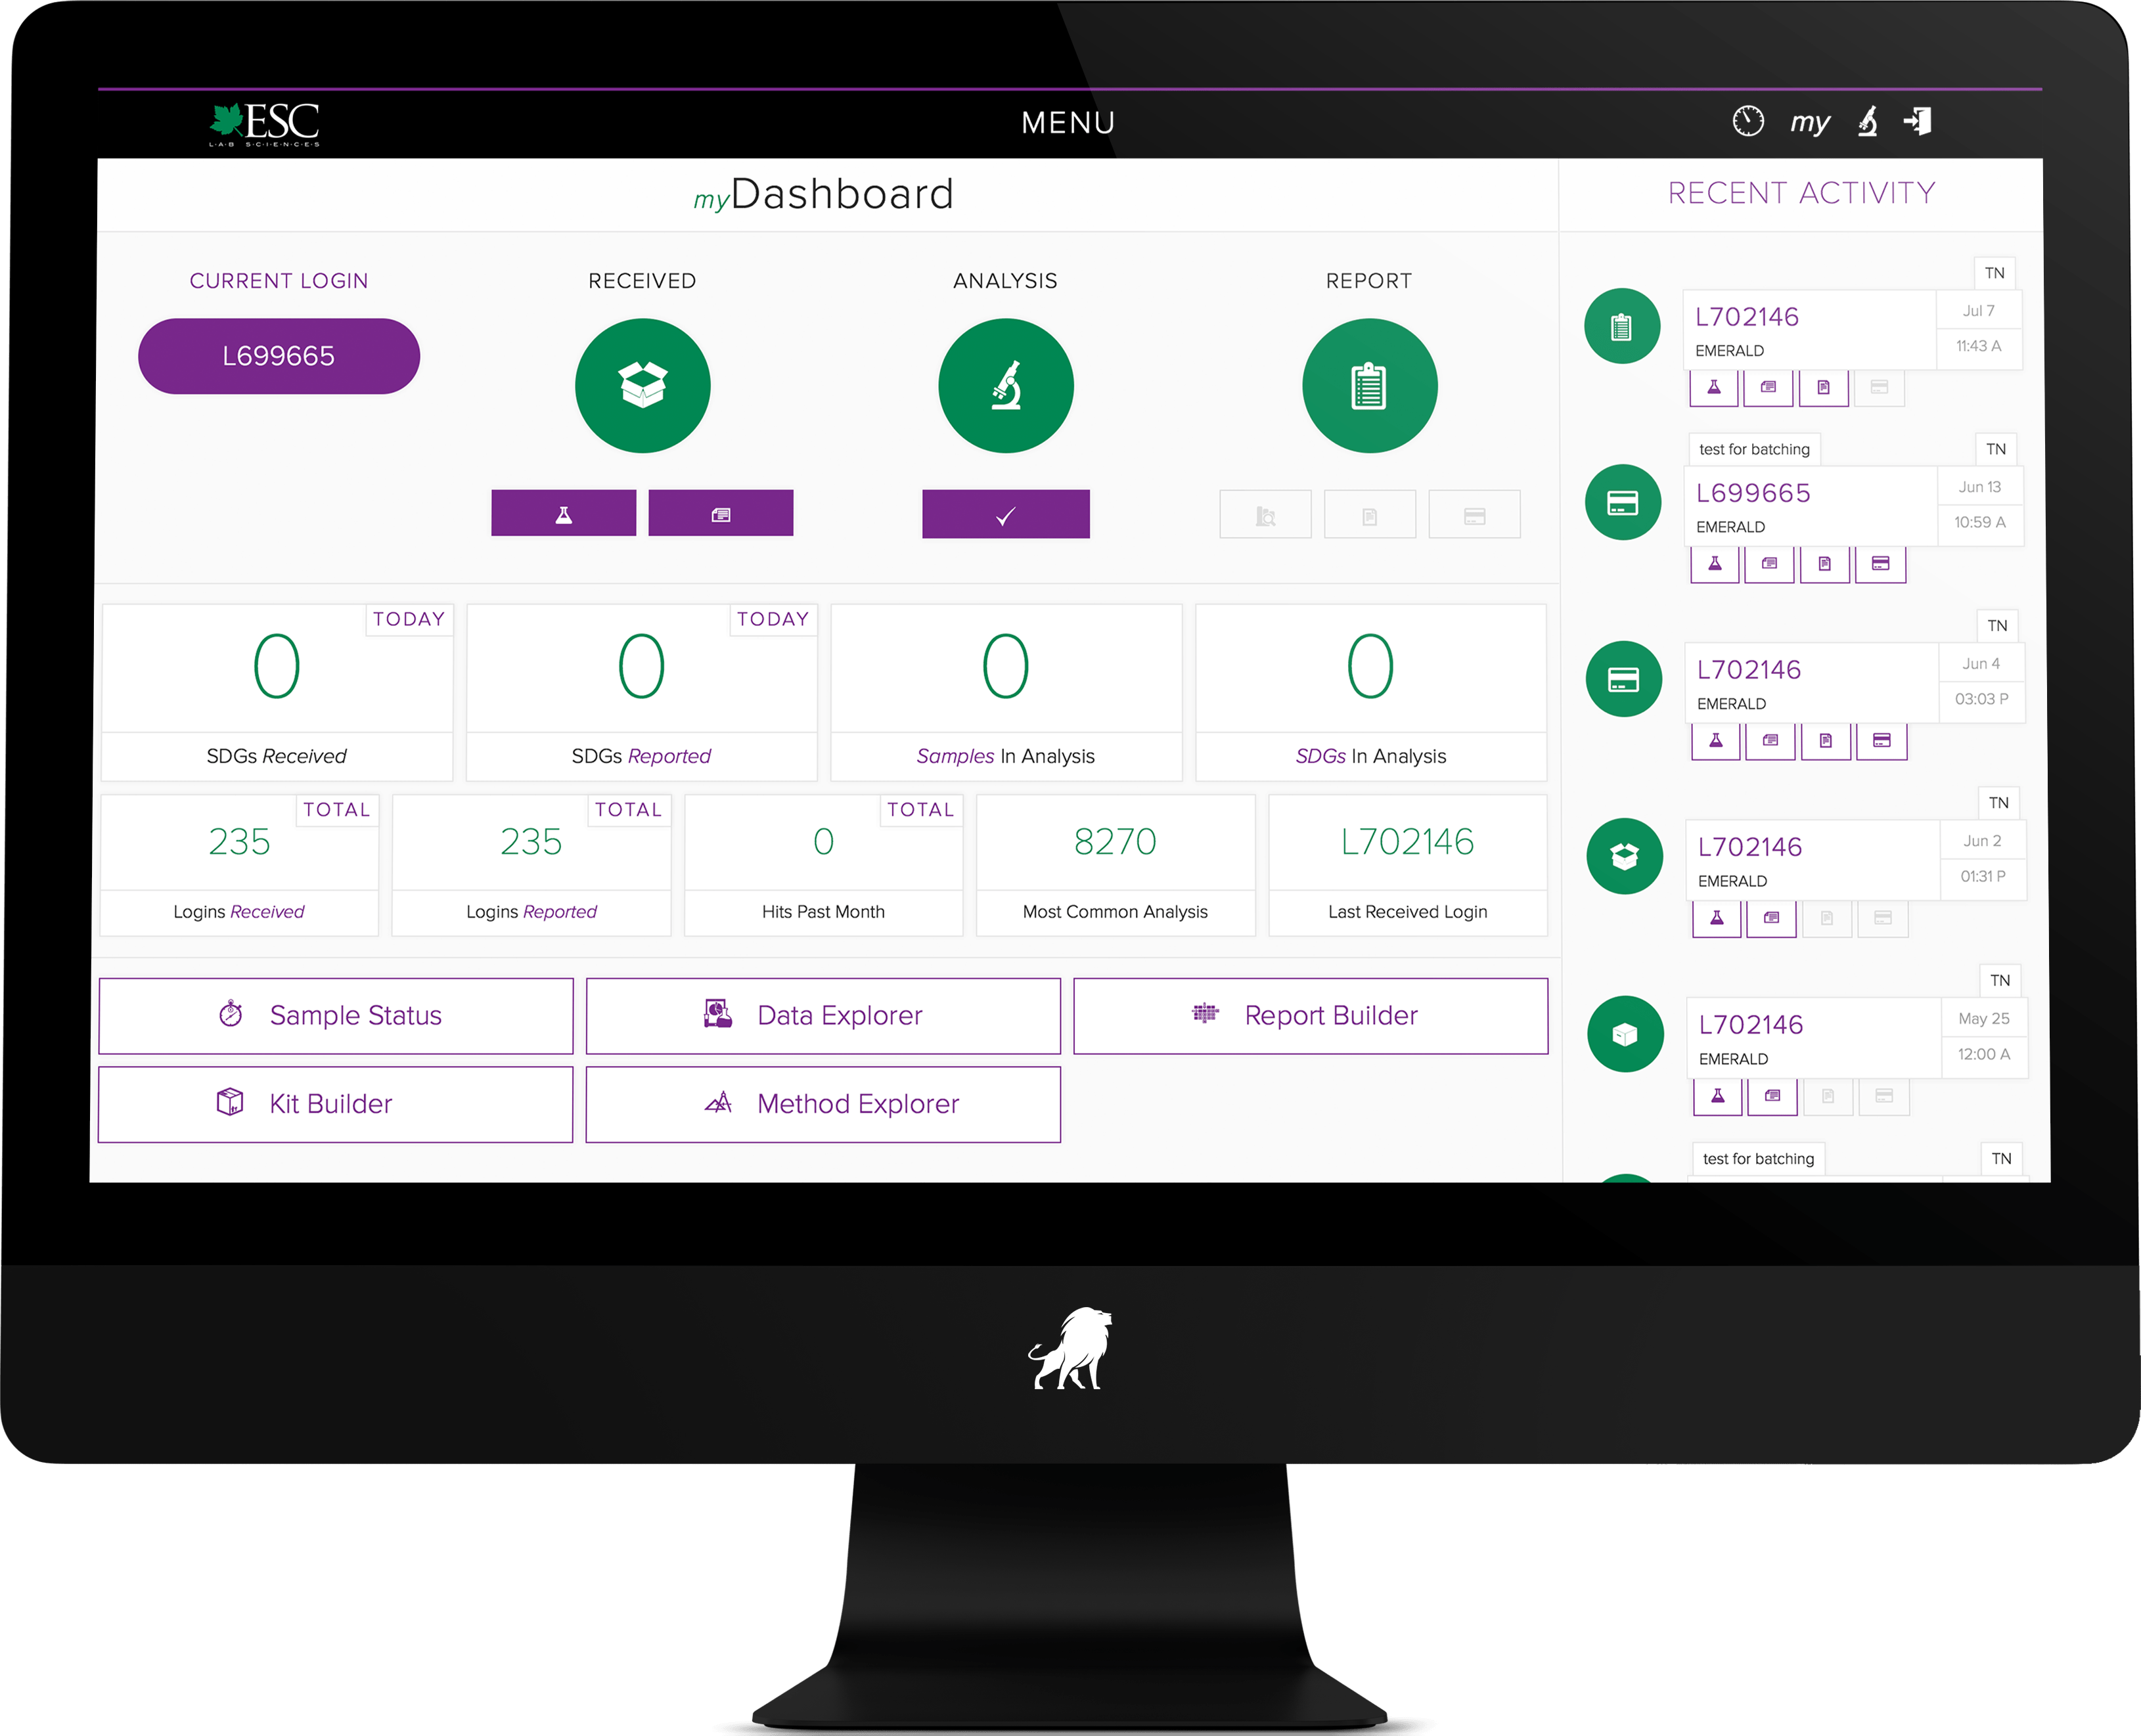 ESC
L·A·B S·C·I·E·N·C·E·S
MENU
my
myDashboard
RECENT ACTIVITY
CURRENT LOGIN
L699665
RECEIVED
ANALYSIS
REPORT
TODAY
0
SDGs Received
TODAY
0
SDGs Reported
0
Samples In Analysis
0
SDGs In Analysis
TOTAL
235
Logins Received
TOTAL
235
Logins Reported
TOTAL
0
Hits Past Month
8270
Most Common Analysis
L702146
Last Received Login
Sample Status
Data Explorer
Report Builder
Kit Builder
Method Explorer
TN
L702146
Jul 7
EMERALD
11:43 A
test for batching
TN
L699665
Jun 13
EMERALD
10:59 A
TN
L702146
Jun 4
EMERALD
03:03 P
TN
L702146
Jun 2
EMERALD
01:31 P
TN
L702146
May 25
EMERALD
12:00 A
test for batching
TN